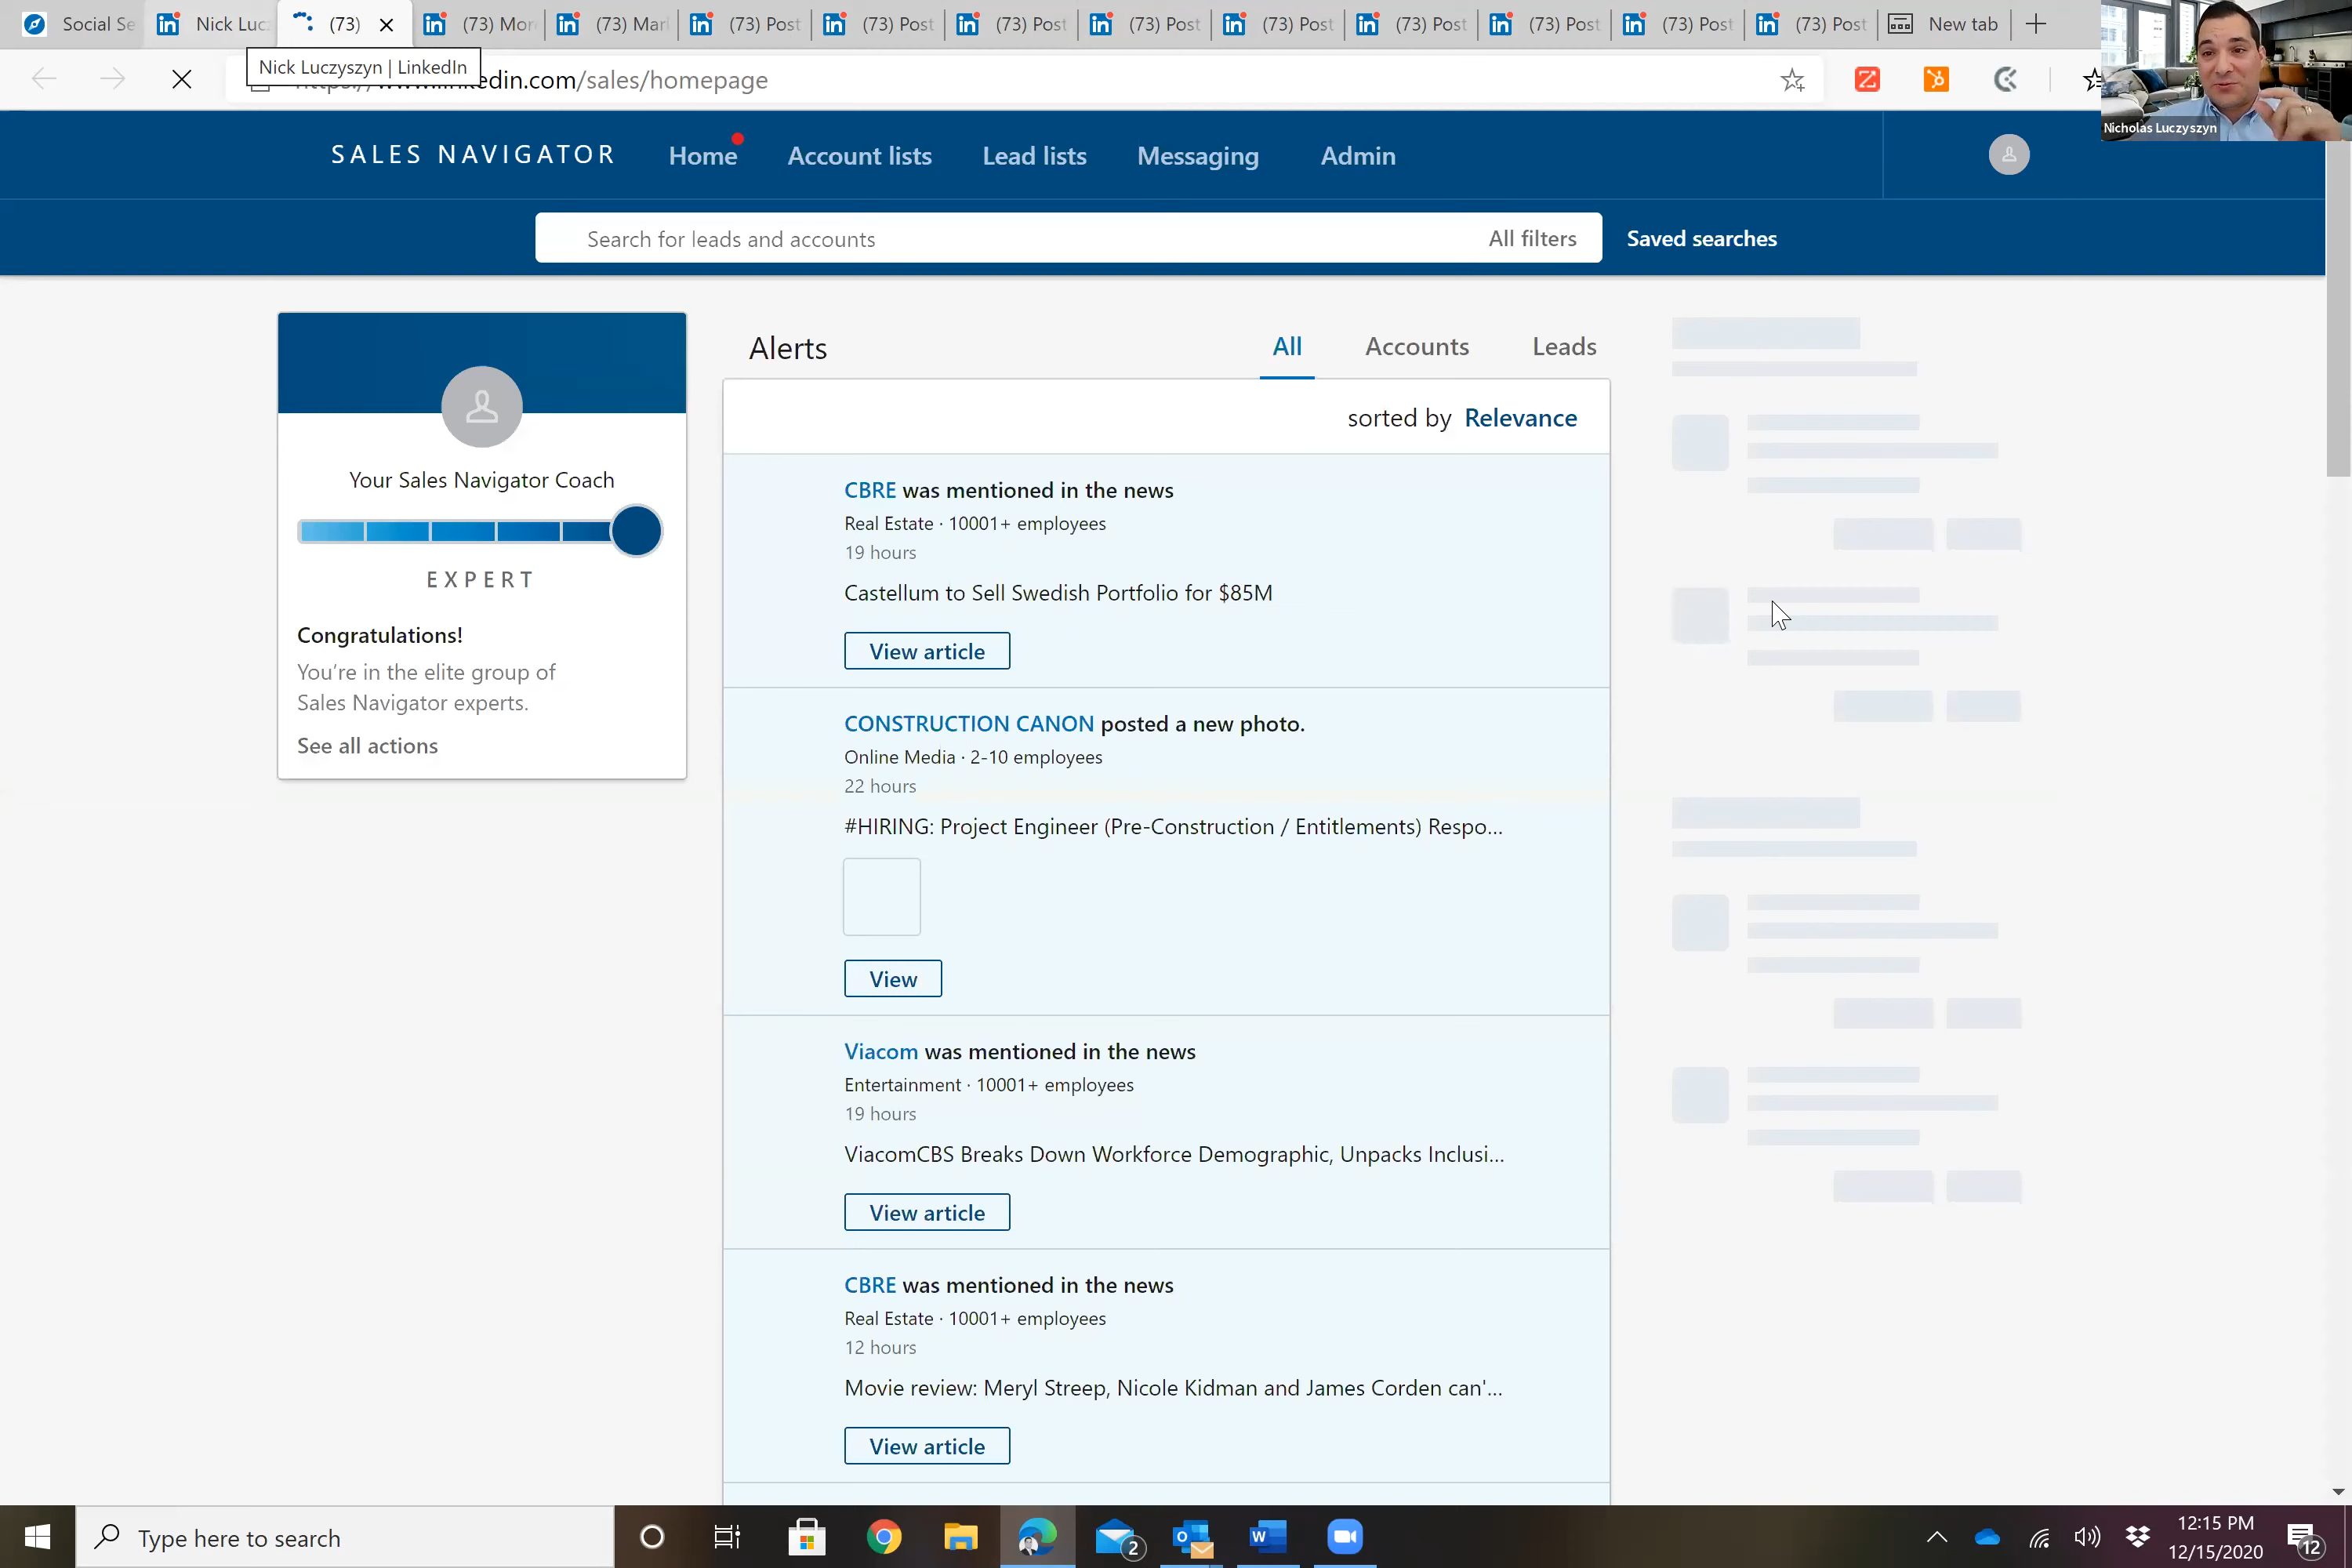 Social Se
Nick Luc
(73)
(73) Mor
(73) Mar
(73) Post
(73) Post
(73) Post
(73) Post
(73) Post
(73) Post
(73) Post
(73) Post
(73) Post
New tab
Nick Luczyszyn | LinkedIn
edin.com/sales/homepage
Nicholas Luczyszyn
SALES NAVIGATOR
Home
Account lists
Lead lists
Messaging
Admin
Search for leads and accounts
All filters
Saved searches
Your Sales Navigator Coach
EXPERT
Congratulations!
You're in the elite group of
Sales Navigator experts.
See all actions
Alerts
All
Accounts
Leads
sorted by Relevance
CBRE was mentioned in the news
Real Estate · 10001+ employees
19 hours
Castellum to Sell Swedish Portfolio for $85M
View article
CONSTRUCTION CANON posted a new photo.
Online Media · 2-10 employees
22 hours
#HIRING: Project Engineer (Pre-Construction / Entitlements) Respo...
View
Viacom was mentioned in the news
Entertainment · 10001+ employees
19 hours
ViacomCBS Breaks Down Workforce Demographic, Unpacks Inclusi...
View article
CBRE was mentioned in the news
Real Estate · 10001+ employees
12 hours
Movie review: Meryl Streep, Nicole Kidman and James Corden can'...
View article
Type here to search
2
12:15 PM
12/15/2020
12